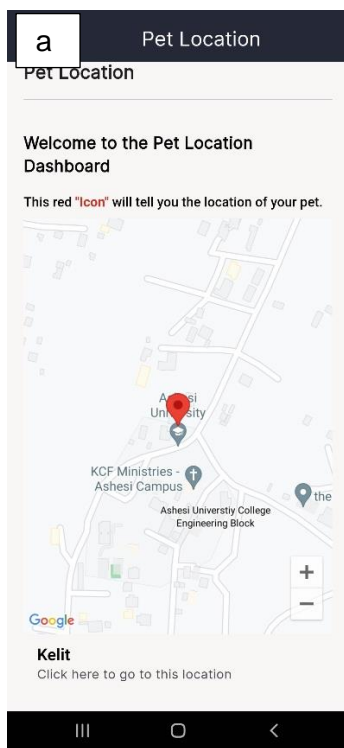 a
Pet Location
Pet Location
Welcome to the Pet Location
Dashboard
This red "Icon" will tell you the location of your pet.
Ashesi
University
KCF Ministries -
Ashesi Campus
Ashesi Universtiy College
Engineering Block
the
+
−
Google
Kelit
Click here to go to this location